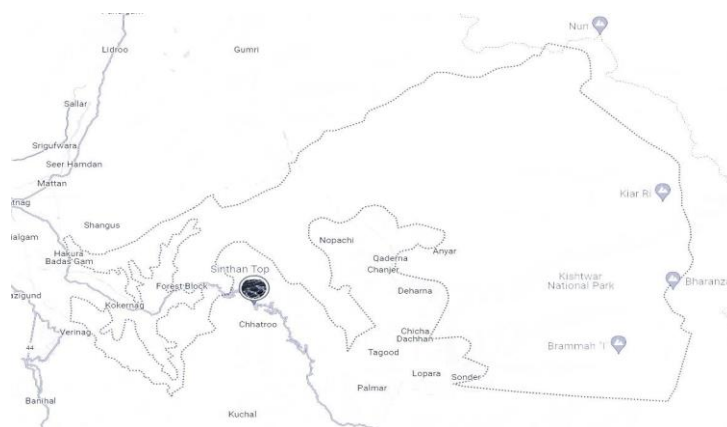 Lidroo
Gumri
Nun
Sallar
Srigufwara
Seer Hamdan
Mattan
Kiar Ri
Shangus
Nopachi
Anyar
Hakura
Badas Gam
Qaderna
Chanjer
Sinthan Top
Kishtwar
National Park
Forest Block
Deharna
Bharanza
Kokernag
Chhatroo
Verinag
Chicha
Dachhan
Brammah
44
Tagood
Lopara
Sonder
Palmar
Banihal
Kuchal